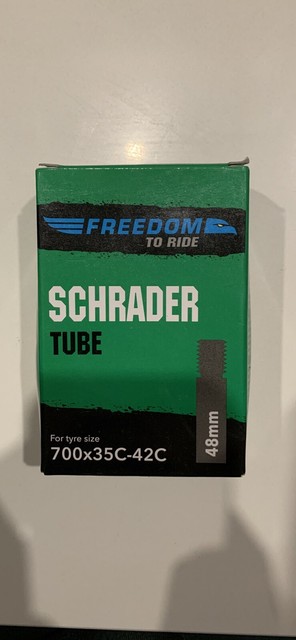 FREEDOM
TO RIDE
SCHRADER
TUBE
For tyre size
700x35C-42C
48mm